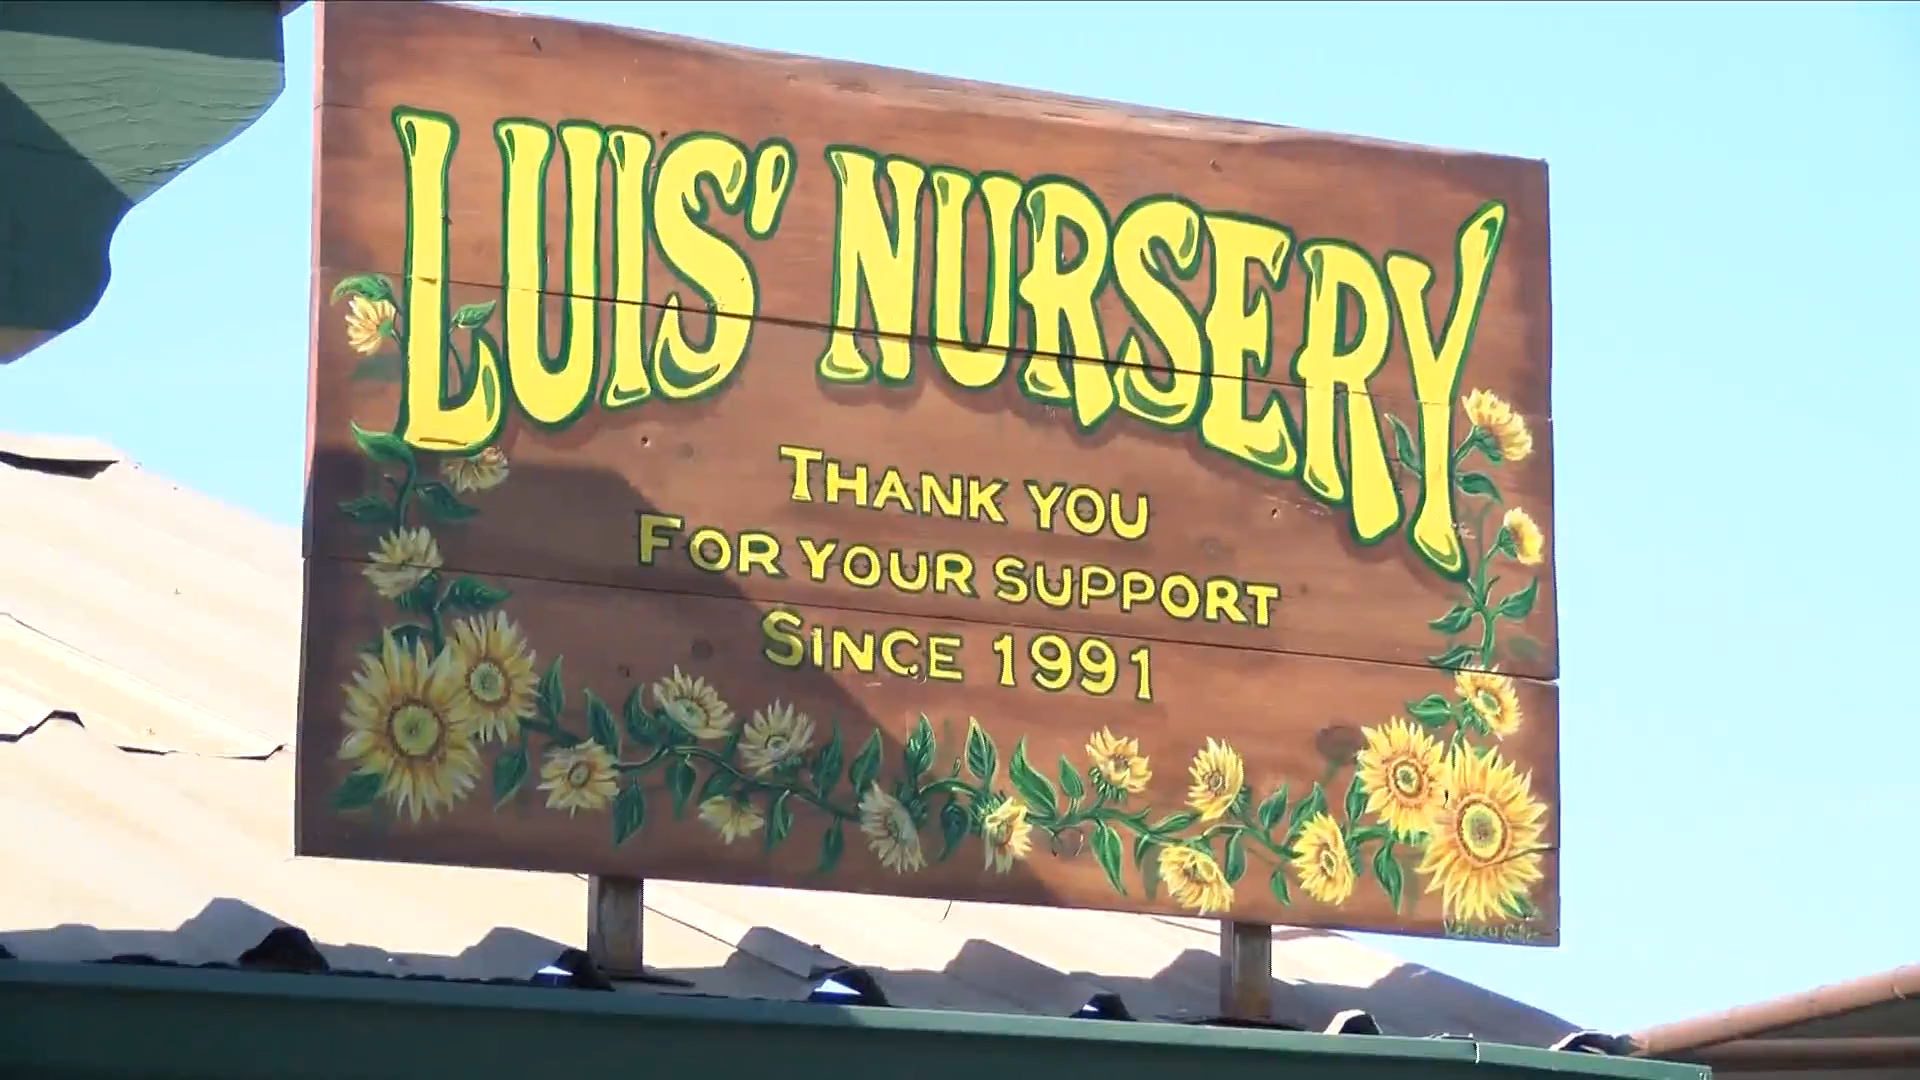 LUIS' NURSERY
THANK YOU
FOR YOUR SUPPORT
SINCE 1991